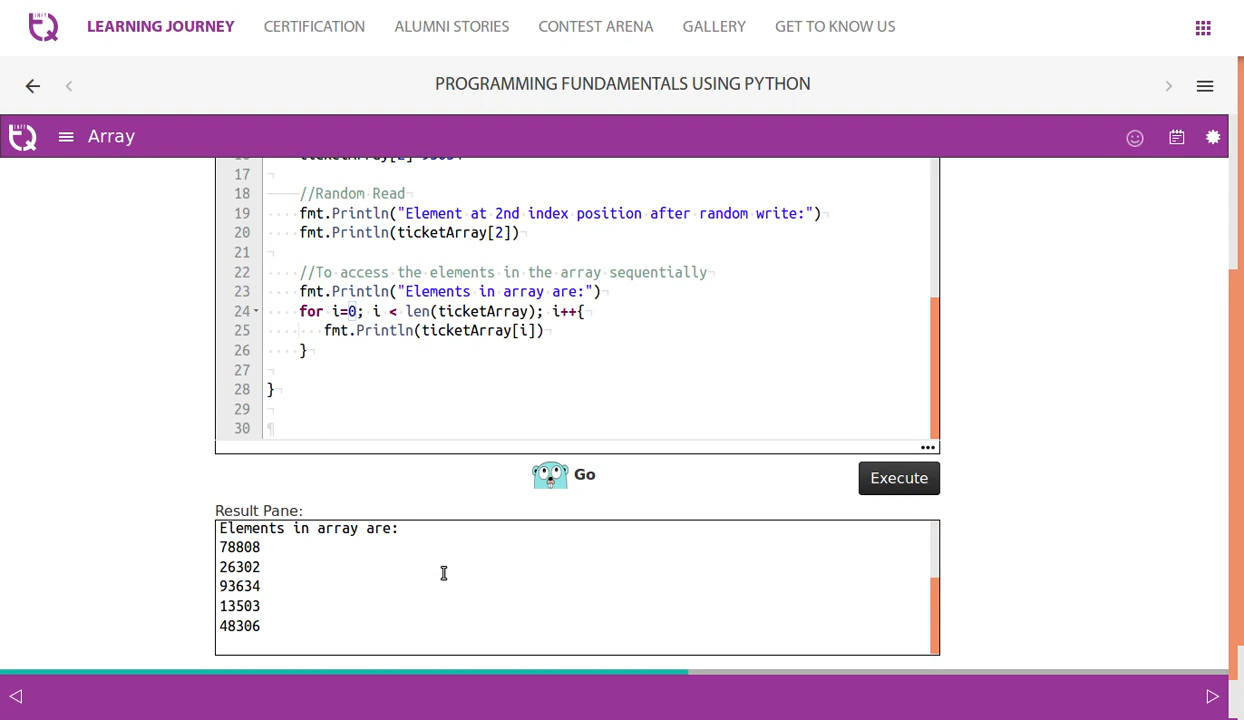 LEARNING JOURNEY CERTIFICATION ALUMNI STORIES CONTEST ARENA GALLERY GET TO KNOW US
PROGRAMMING FUNDAMENTALS USING PYTHON
Array
17
18 //Random Read
19 fmt.Println("Element at 2nd index position after random write:")
20 fmt.Println(ticketArray[2])
21
22 //To access the elements in the array sequentially
23 fmt.Println("Elements in array are:")
24 for i=0; i < len(ticketArray); i++{
25 fmt.Println(ticketArray[i])
26 }
27
28 }
29
30
Go
Execute
Result Pane:
Elements in array are:
78808
26302
93634
13503
48306